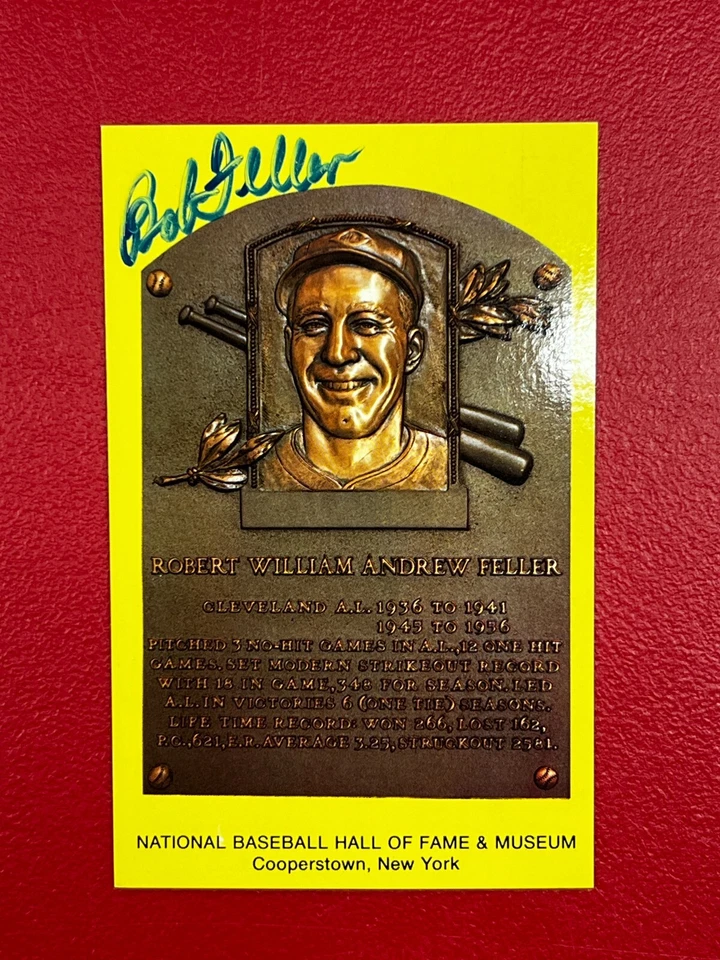 Bob Feller
ROBERT WILLIAM ANDREW FELLER
CLEVELAND A.L. 1936 TO 1941
1945 TO 1956
PITCHED 3 NO-HIT GAMES IN A.L., 12 ONE HIT
GAMES. SET MODERN STRIKEOUT RECORD
WITH 18 IN GAME, 348 FOR SEASON. LED
A.L. IN VICTORIES 6 (ONE TIE) SEASONS.
LIFE TIME RECORD: WON 266, LOST 162,
P.C. .621, E.R. AVERAGE 3.25, STRUCKOUT 2581.
NATIONAL BASEBALL HALL OF FAME & MUSEUM
Cooperstown, New York